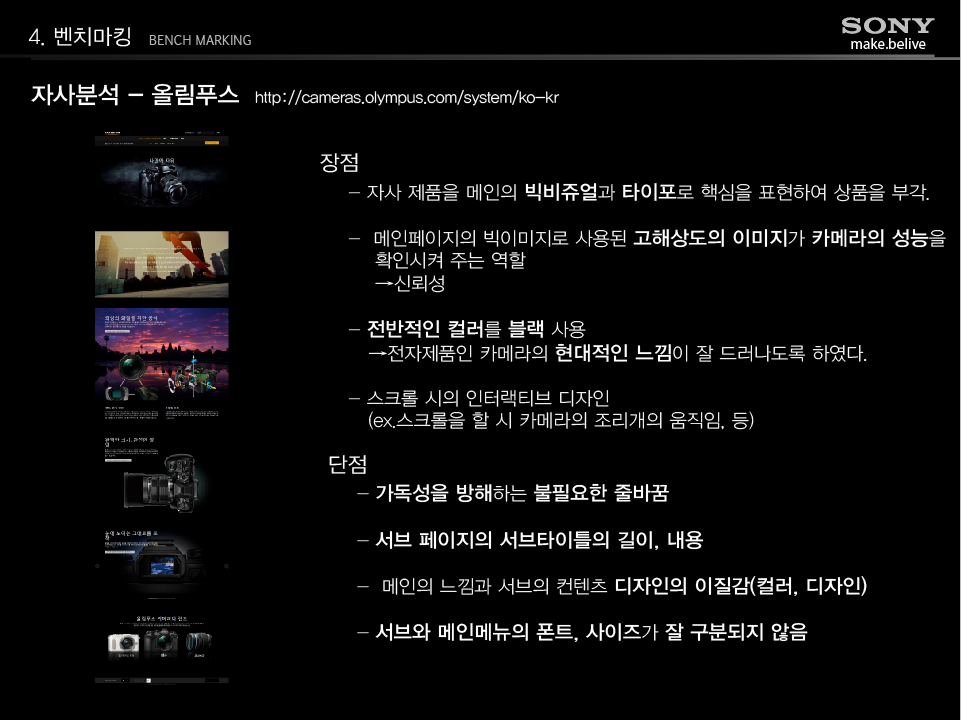 4. 벤치마킹 BENCH MARKING
SONY
make.belive
자사분석 - 올림푸스 http://cameras.olympus.com/system/ko-kr
장점
- 자사 제품을 메인의 빅비쥬얼과 타이포로 핵심을 표현하여 상품을 부각.
- 메인페이지의 빅이미지로 사용된 고해상도의 이미지가 카메라의 성능을
확인시켜 주는 역할
→신뢰성
- 전반적인 컬러를 블랙 사용
→전자제품인 카메라의 현대적인 느낌이 잘 드러나도록 하였다.
- 스크롤 시의 인터랙티브 디자인
(ex.스크롤을 할 시 카메라의 조리개의 움직임, 등)
단점
- 가독성을 방해하는 불필요한 줄바꿈
- 서브 페이지의 서브타이틀의 길이, 내용
- 메인의 느낌과 서브의 컨텐츠 디자인의 이질감(컬러, 디자인)
- 서브와 메인메뉴의 폰트, 사이즈가 잘 구분되지 않음